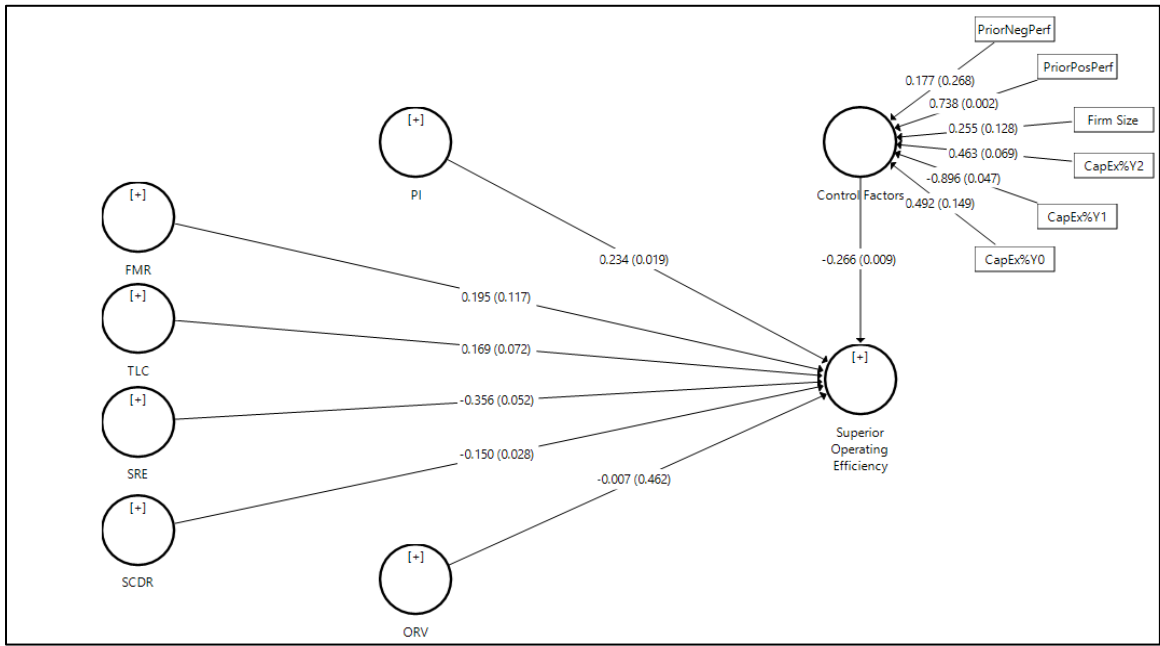 PriorNegPerf
0.177 (0.268)
PriorPosPerf
0.738 (0.002)
Firm Size
0.255 (0.128)
0.463 (0.069)
CapEx%Y2
-0.896 (0.047)
Control Factors
0.492 (0.149)
CapEx%Y1
CapEx%Y0
-0.266 (0.009)
[+]
PI
0.234 (0.019)
[+]
FMR
0.195 (0.117)
[+]
TLC
0.169 (0.072)
[+]
SRE
-0.356 (0.052)
[+]
SCDR
-0.150 (0.028)
[+]
ORV
-0.007 (0.462)
[+]
Superior
Operating
Efficiency